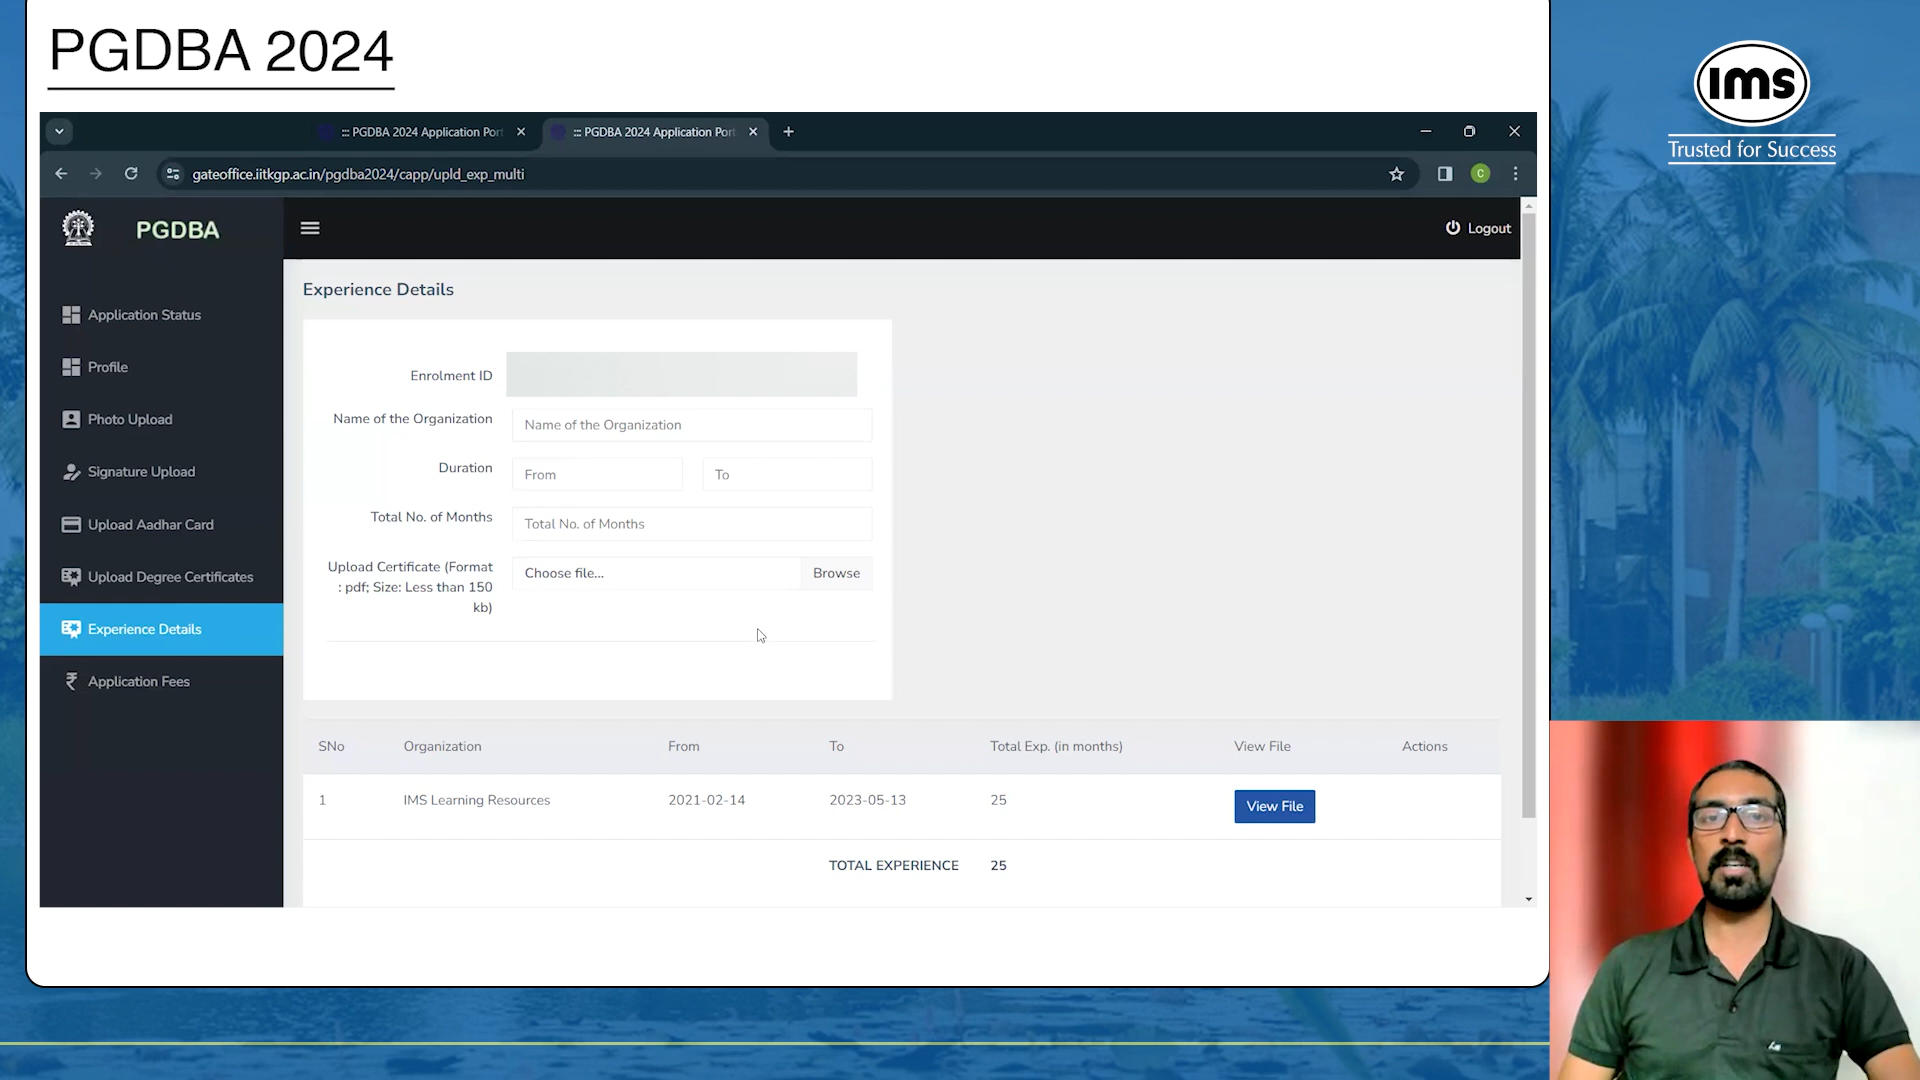 PGDBA 2024
ims
Trusted for Success
::: PGDBA 2024 Application Port
::: PGDBA 2024 Application Port
gateoffice.iitkgp.ac.in/pgdba2024/capp/upld_exp_multi
C
PGDBA
Logout
Application Status
Profile
Photo Upload
Signature Upload
Upload Aadhar Card
Upload Degree Certificates
Experience Details
Application Fees
Experience Details
Enrolment ID
Name of the Organization
Name of the Organization
Duration
From
To
Total No. of Months
Total No. of Months
Upload Certificate (Format
: pdf; Size: Less than 150
kb)
Choose file...
Browse
SNo Organization From To Total Exp. (in months) View File Actions
1 IMS Learning Resources 2021-02-14 2023-05-13 25 View File
TOTAL EXPERIENCE 25